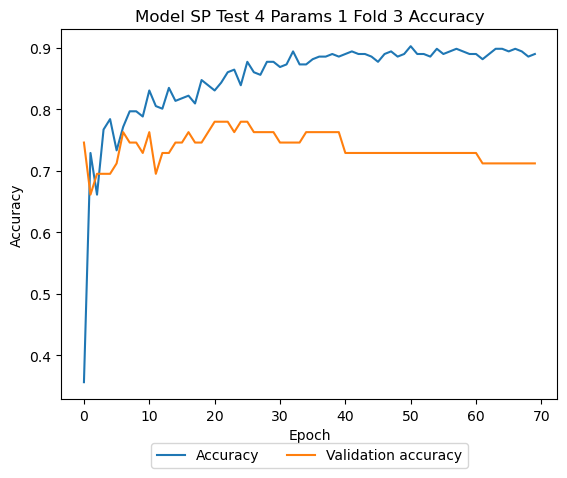 Model SP Test 4 Params 1 Fold 3 Accuracy
0.9
0.8
0.7
0.6
0.5
0.4
Accuracy
0 10 20 30 40 50 60 70
Epoch
Accuracy Validation accuracy